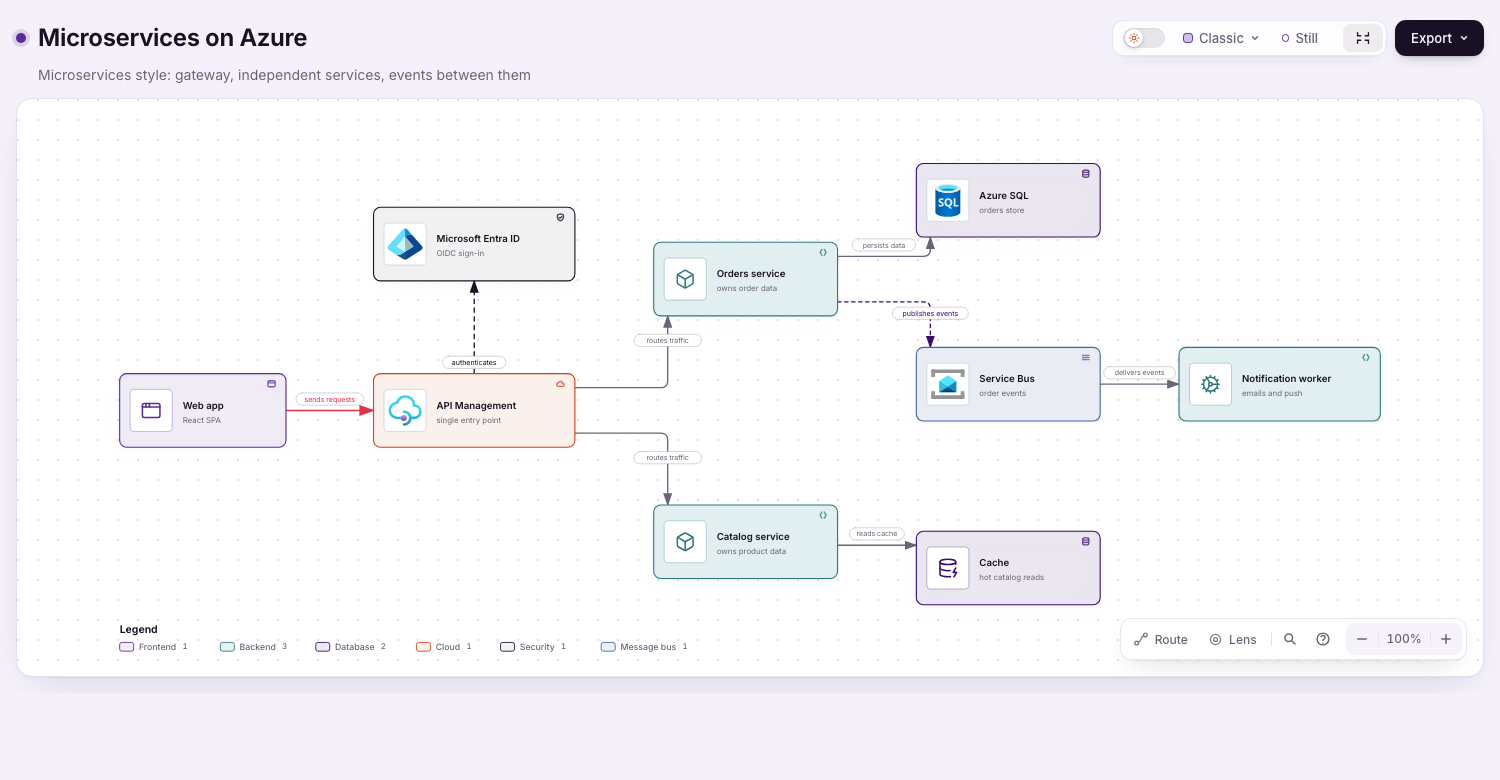 Microservices on Azure
Classic
Still
Export
Microservices style: gateway, independent services, events between them
SQL
Azure SQL
orders store
Microsoft Entra ID
OIDC sign-in
persists data
Orders service
owns order data
publishes events
routes traffic
authenticates
Service Bus
order events
delivers events
Notification worker
emails and push
Web app
React SPA
sends requests
API Management
single entry point
routes traffic
Catalog service
owns product data
reads cache
Cache
hot catalog reads
Legend
Frontend 1
Backend 3
Database 2
Cloud 1
Security 1
Message bus 1
Route
Lens
100%